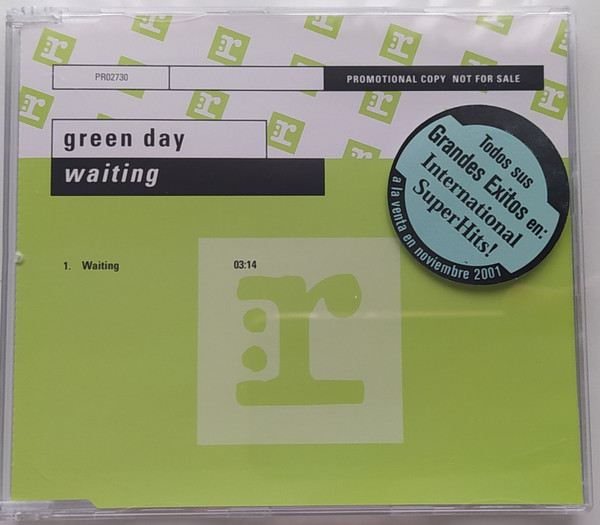 PRO2730
PROMOTIONAL COPY NOT FOR SALE
green day
waiting
Todos sus
Grandes Exitos en:
International
SuperHits!
a la venta en noviembre 2001
1. Waiting 03:14
:r